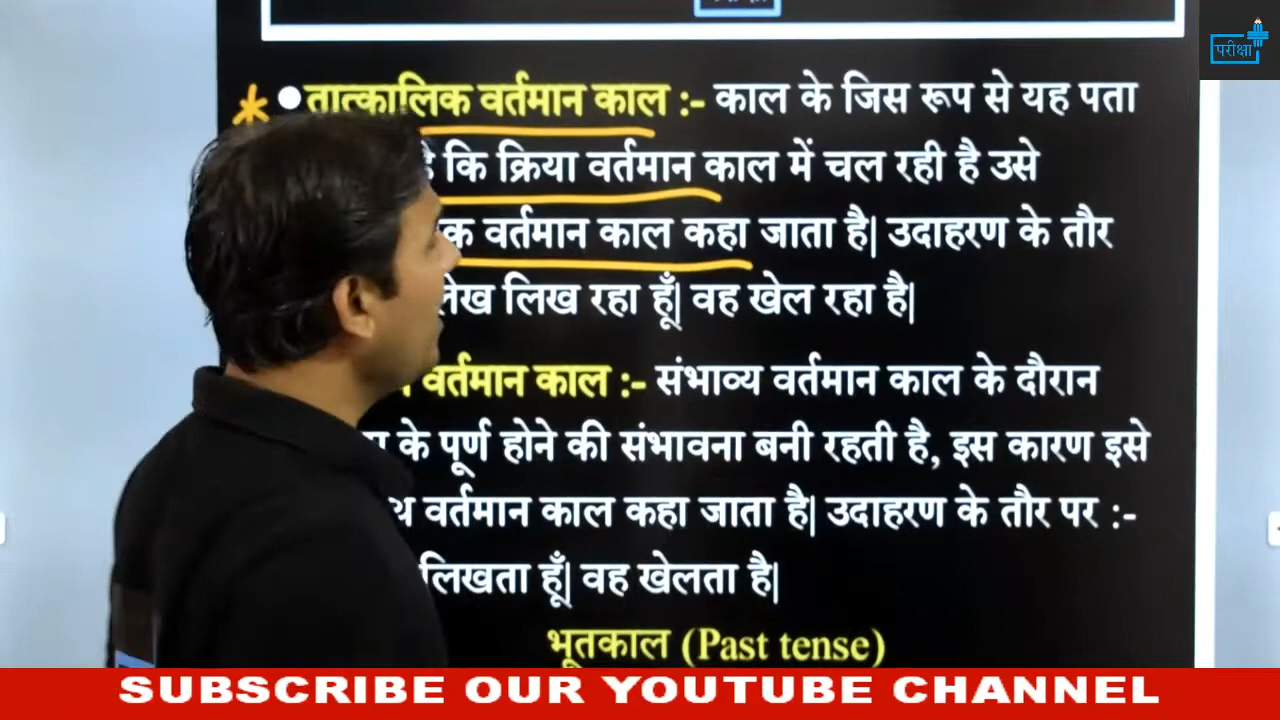 परीक्षा
तात्कालिक वर्तमान काल :- काल के जिस रूप से यह पता
कि क्रिया वर्तमान काल में चल रही है उसे
वर्तमान काल कहा जाता है| उदाहरण के तौर
लेख लिख रहा हूँ| वह खेल रहा है|
वर्तमान काल :- संभाव्य वर्तमान काल के दौरान
के पूर्ण होने की संभावना बनी रहती है, इस कारण इसे
वर्तमान काल कहा जाता है| उदाहरण के तौर पर :-
लिखता हूँ| वह खेलता है|
भूतकाल (Past tense)
SUBSCRIBE OUR YOUTUBE CHANNEL